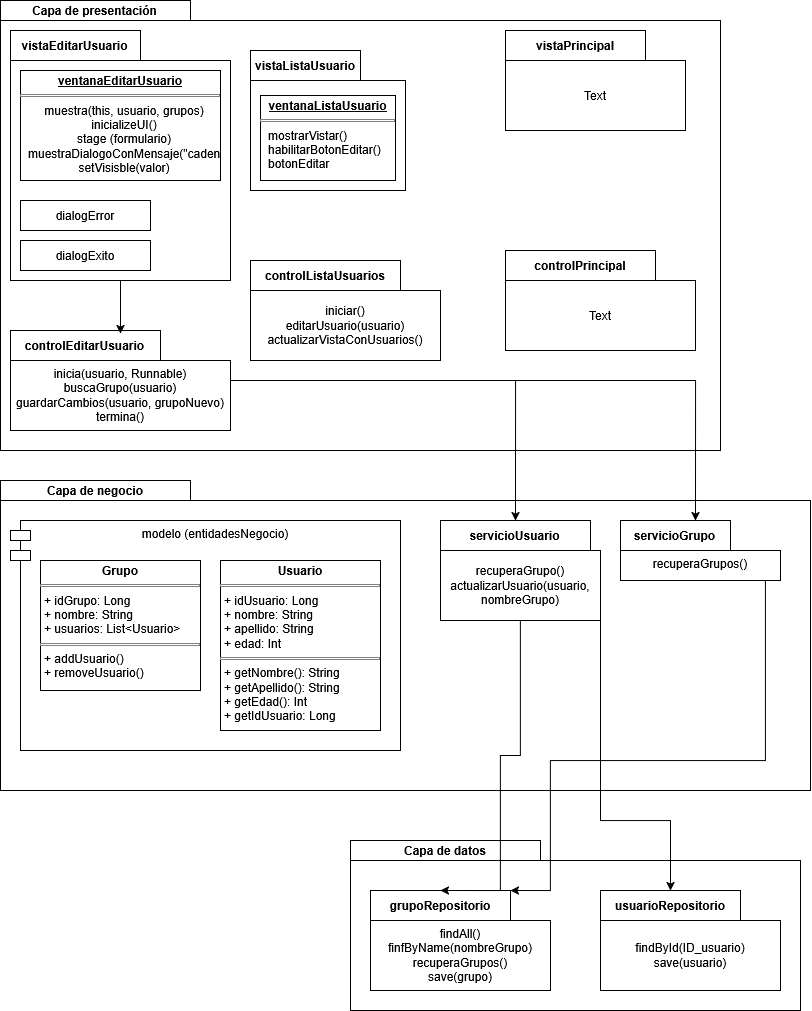 Capa de presentación
vistaEditarUsuario
ventanaEditarUsuario
muestra(this, usuario, grupos)
inicializeUI()
stage (formulario)
muestraDialogoConMensaje("caden
setVisisble(valor)
dialogError
dialogExito
vistaListaUsuario
ventanaListaUsuario
mostrarVistar()
habilitarBotonEditar()
botonEditar
vistaPrincipal
Text
controlEditarUsuario
inicia(usuario, Runnable)
buscaGrupo(usuario)
guardarCambios(usuario, grupoNuevo)
termina()
controlListaUsuarios
iniciar()
editarUsuario(usuario)
actualizarVistaConUsuarios()
controlPrincipal
Text
Capa de negocio
modelo (entidadesNegocio)
Grupo
+ idGrupo: Long
+ nombre: String
+ usuarios: List<Usuario>
+ addUsuario()
+ removeUsuario()
Usuario
+ idUsuario: Long
+ nombre: String
+ apellido: String
+ edad: Int
+ getNombre(): String
+ getApellido(): String
+ getEdad(): Int
+ getIdUsuario: Long
servicioUsuario
recuperaGrupo()
actualizarUsuario(usuario,
nombreGrupo)
servicioGrupo
recuperaGrupos()
Capa de datos
grupoRepositorio
findAll()
finfByName(nombreGrupo)
recuperaGrupos()
save(grupo)
usuarioRepositorio
findById(ID_usuario)
save(usuario)